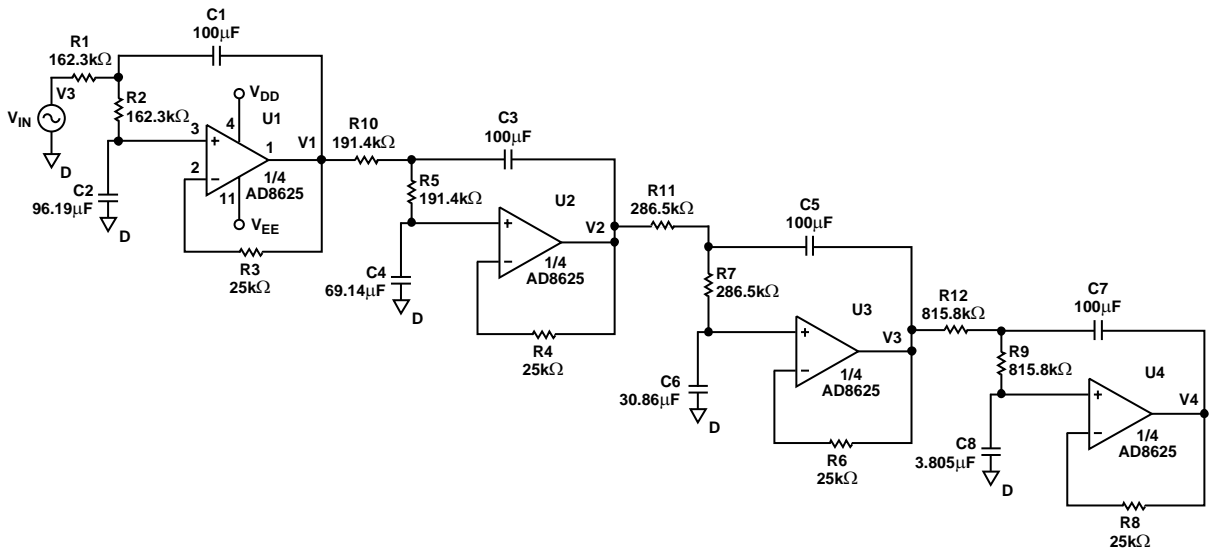 C1
100μF
R1
162.3kΩ
V3
VIN
D
R2
162.3kΩ
VDD
U1
4
3
+
1
V1
2
−
11
1/4
AD8625
VEE
C2
96.19μF
D
R3
25kΩ
R10
191.4kΩ
C3
100μF
R5
191.4kΩ
U2
+
−
V2
1/4
AD8625
C4
69.14μF
D
R4
25kΩ
R11
286.5kΩ
C5
100μF
R7
286.5kΩ
U3
+
−
V3
1/4
AD8625
C6
30.86μF
D
R6
25kΩ
R12
815.8kΩ
C7
100μF
R9
815.8kΩ
U4
+
−
V4
1/4
AD8625
C8
3.805μF
D
R8
25kΩ